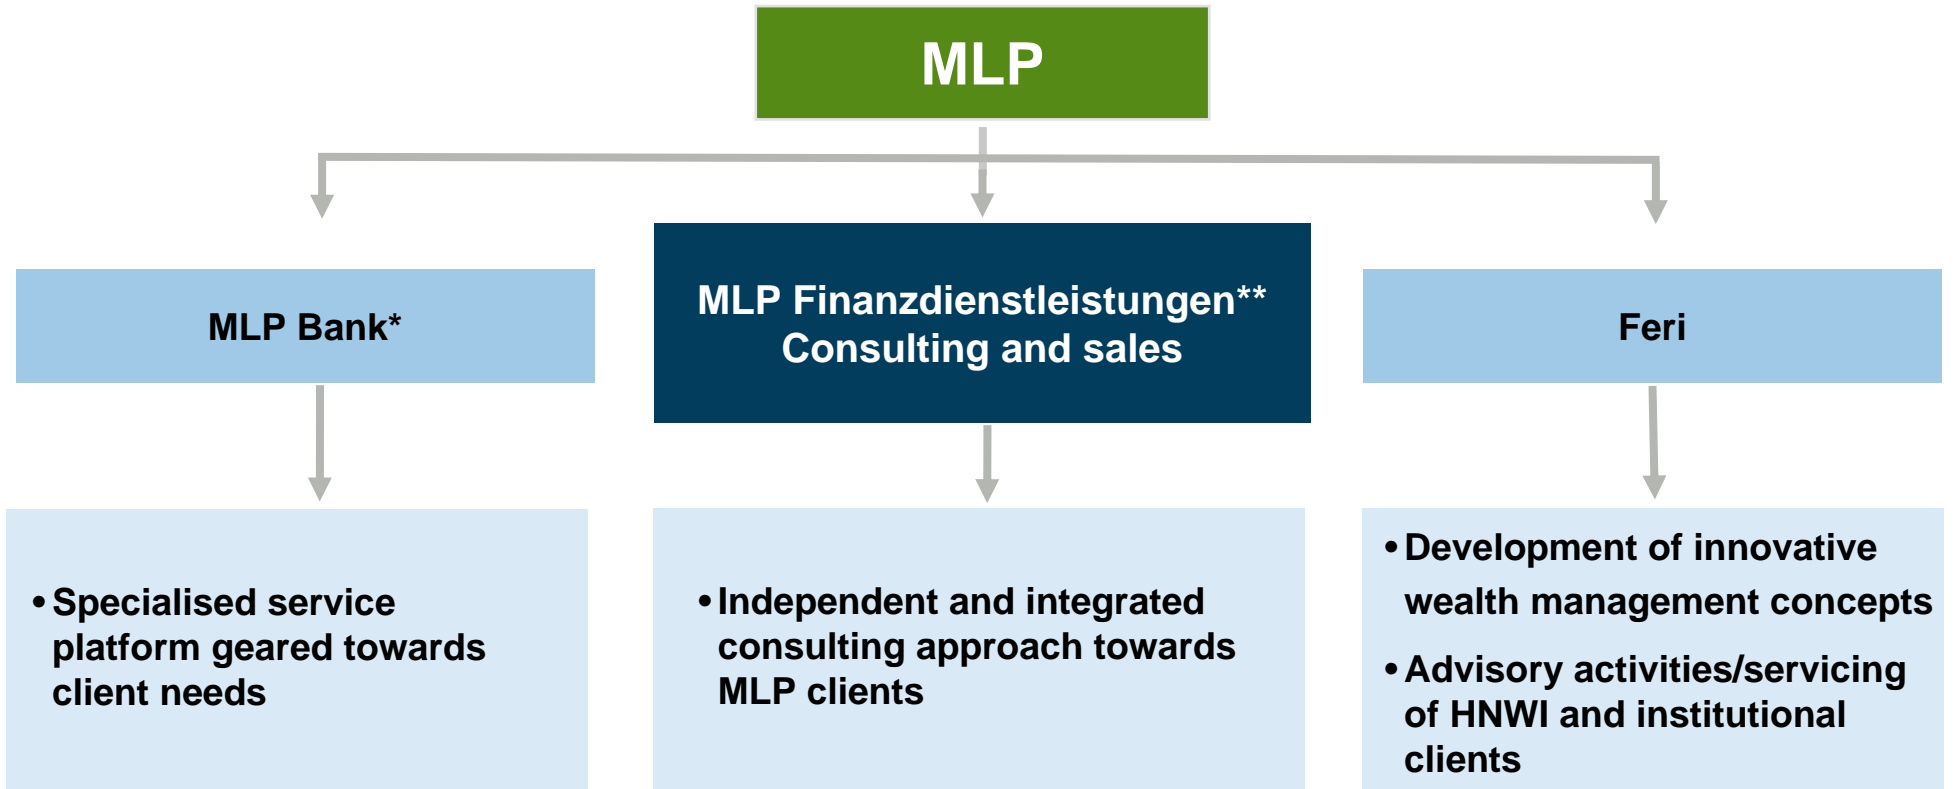 MLP
MLP Bank*
MLP Finanzdienstleistungen**
Consulting and sales
Feri
• Specialised service
platform geared towards
client needs
• Independent and integrated
consulting approach towards
MLP clients
• Development of innovative
wealth management concepts
• Advisory activities/servicing
of HNWI and institutional
clients